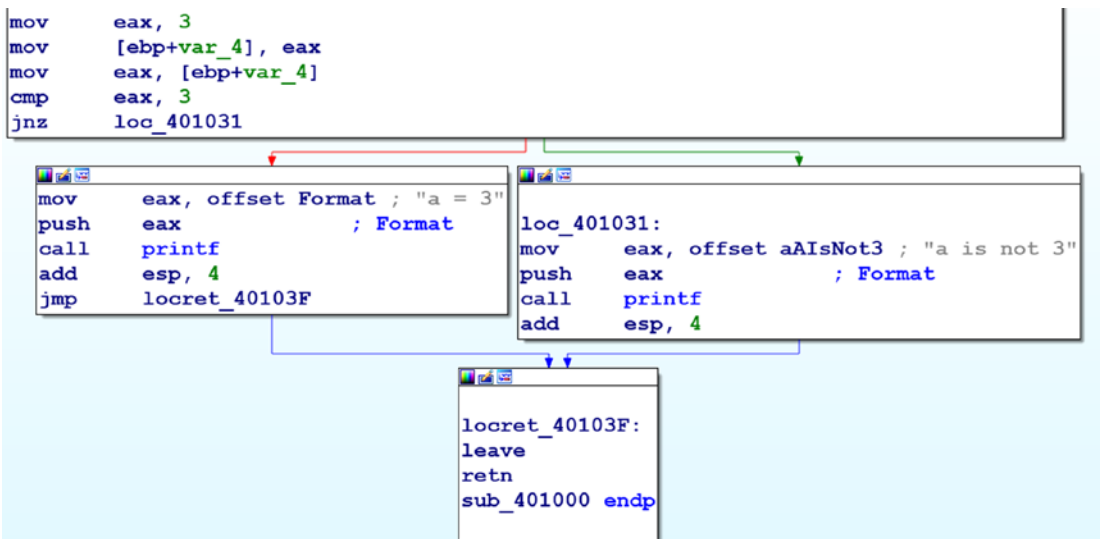 mov eax, 3
mov [ebp+var_4], eax
mov eax, [ebp+var_4]
cmp eax, 3
jnz loc_401031
mov eax, offset Format ; "a = 3"
push eax ; Format
call printf
add esp, 4
jmp locret_40103F
loc_401031:
mov eax, offset aAIsNot3 ; "a is not 3"
push eax ; Format
call printf
add esp, 4
locret_40103F:
leave
retn
sub_401000 endp